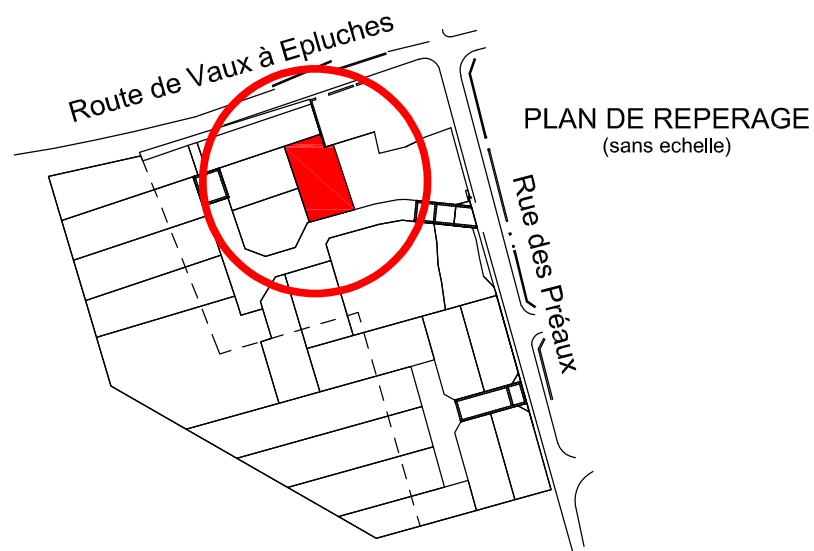 Route de Vaux à Epluches
PLAN DE REPERAGE
(sans echelle)
Rue des Préaux